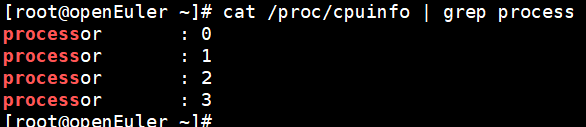 [root@openEuler ~]# cat /proc/cpuinfo | grep process
processor       : 0
processor       : 1
processor       : 2
processor       : 3
[root@openEuler ~]#